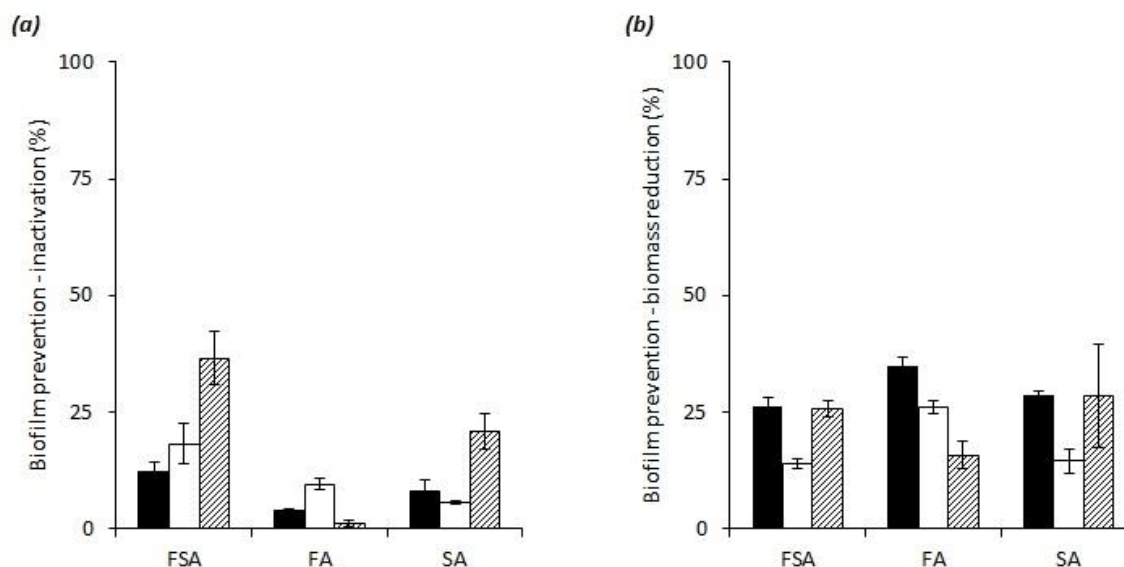 (a)
Biofilm prevention - inactivation (%)
100
75
50
25
0
FSA FA SA
(b)
Biofilm prevention - biomass reduction (%)
100
75
50
25
0
FSA FA SA